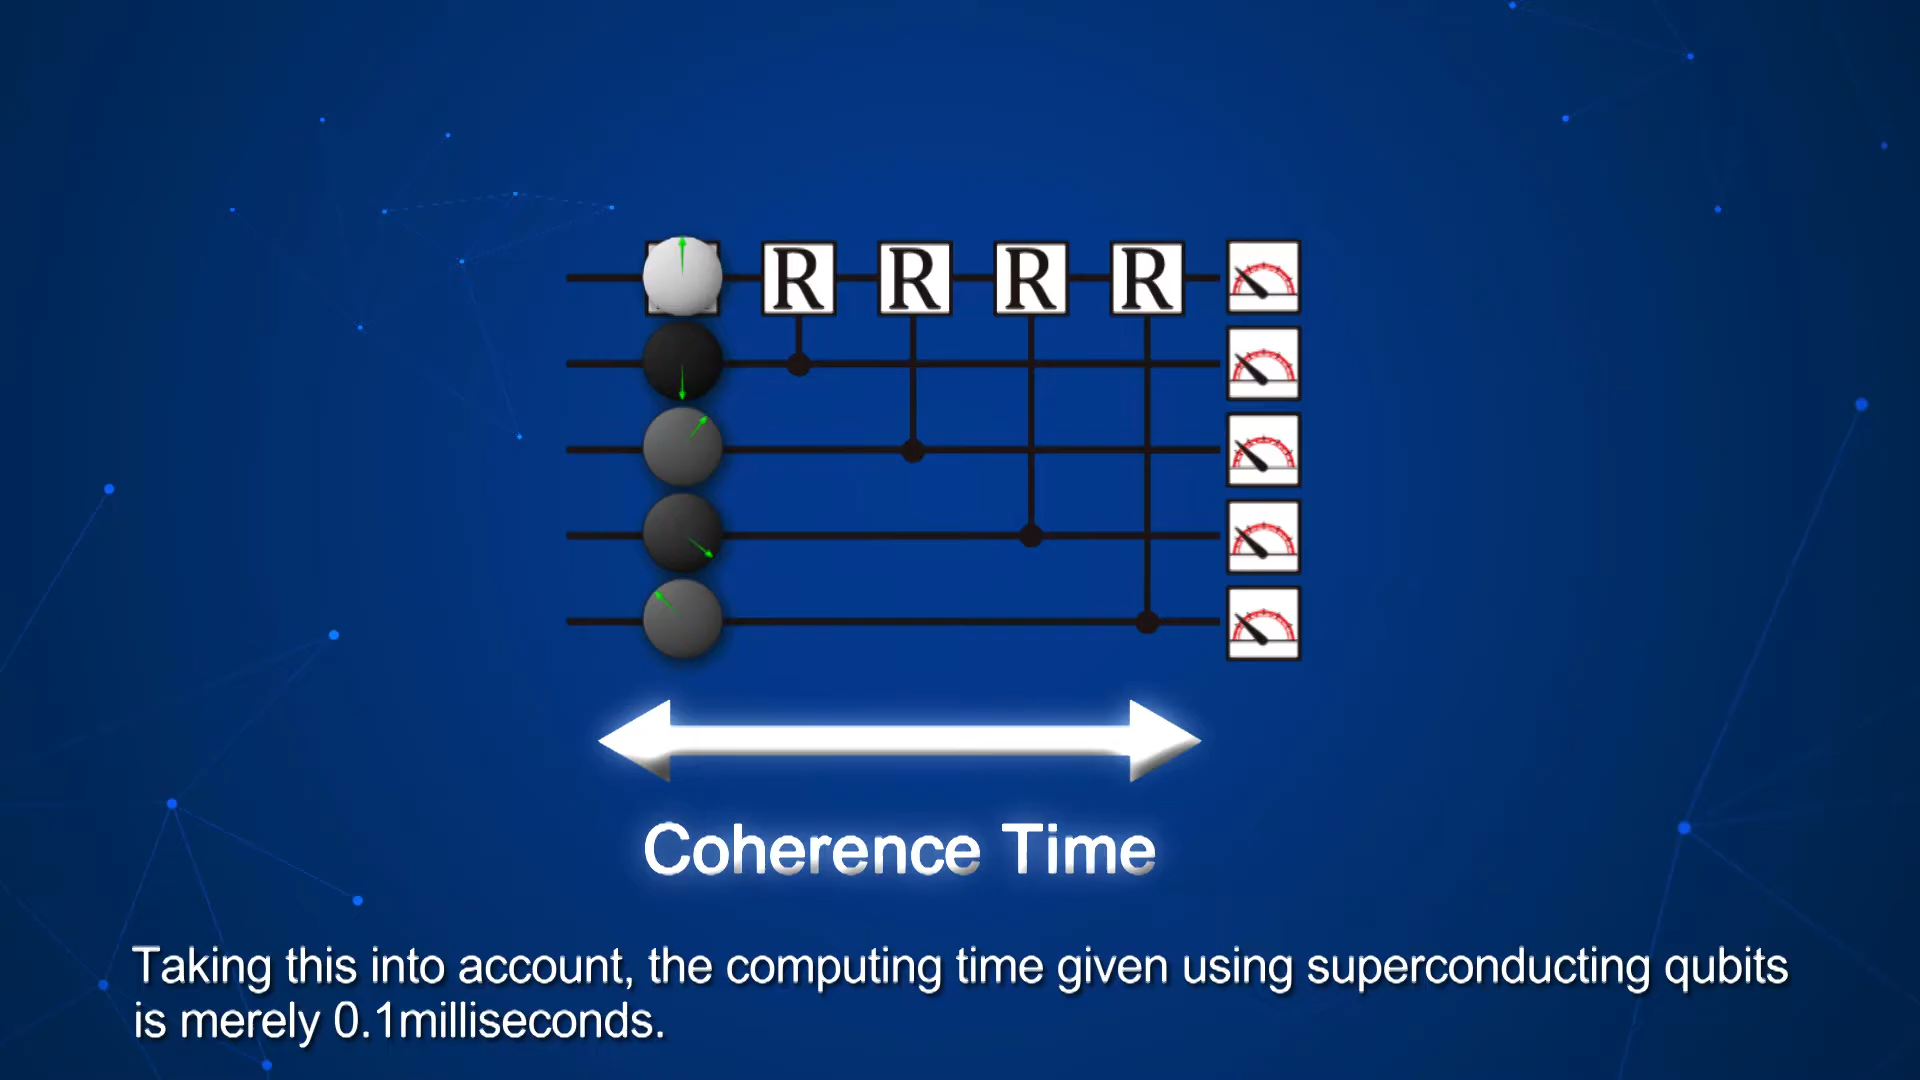 R R R R
Coherence Time
Taking this into account, the computing time given using superconducting qubits
is merely 0.1milliseconds.